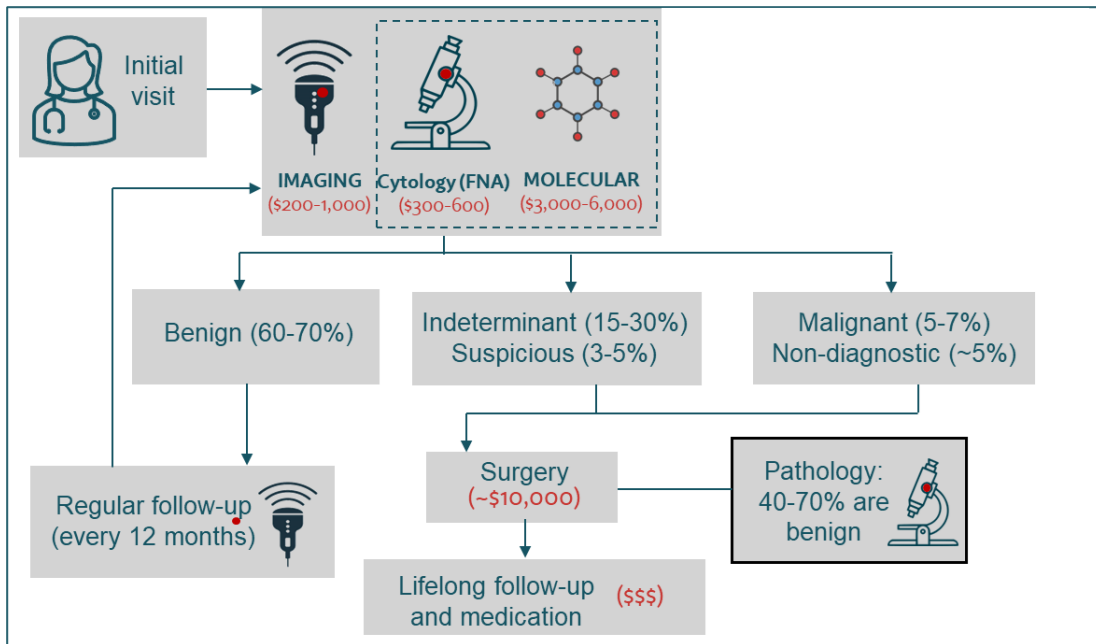 Initial
visit
IMAGING
($200-1,000)
Cytology (FNA)
($300-600)
MOLECULAR
($3,000-6,000)
Benign (60-70%)
Indeterminant (15-30%)
Suspicious (3-5%)
Malignant (5-7%)
Non-diagnostic (~5%)
Regular follow-up
(every 12 months)
Surgery
(~$10,000)
Pathology:
40-70% are
benign
Lifelong follow-up
and medication
($$$)